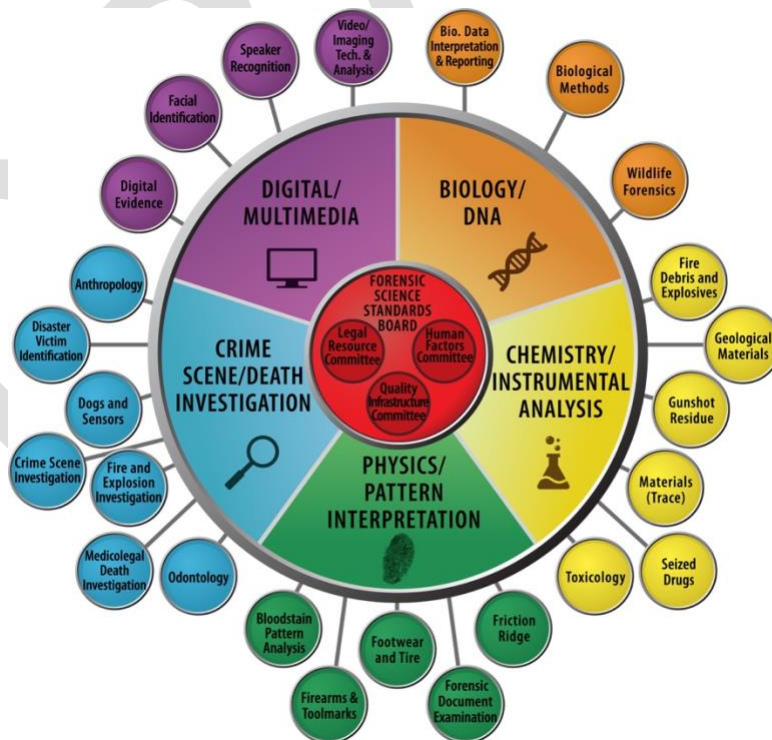 Video/
Imaging
Tech. &
Analysis
Bio. Data
Interpretation
& Reporting
Speaker
Recognition
Biological
Methods
Facial
Identification
Wildlife
Forensics
Digital
Evidence
DIGITAL/
MULTIMEDIA
BIOLOGY/
DNA
Anthropology
Fire
Debris and
Explosives
FORENSIC
SCIENCE
STANDARDS
BOARD
Legal
Resource
Committee
Human
Factors
Committee
Quality
Infrastructure
Committee
Disaster
Victim
Identification
Geological
Materials
CRIME
SCENE/DEATH
INVESTIGATION
CHEMISTRY/
INSTRUMENTAL
ANALYSIS
Dogs and
Sensors
Gunshot
Residue
Crime Scene
Investigation
Fire and
Explosion
Investigation
PHYSICS/
PATTERN
INTERPRETATION
Materials
(Trace)
Medicolegal
Death
Investigation
Odontology
Toxicology
Seized
Drugs
Bloodstain
Pattern
Analysis
Footwear
and Tire
Friction
Ridge
Firearms &
Toolmarks
Forensic
Document
Examination